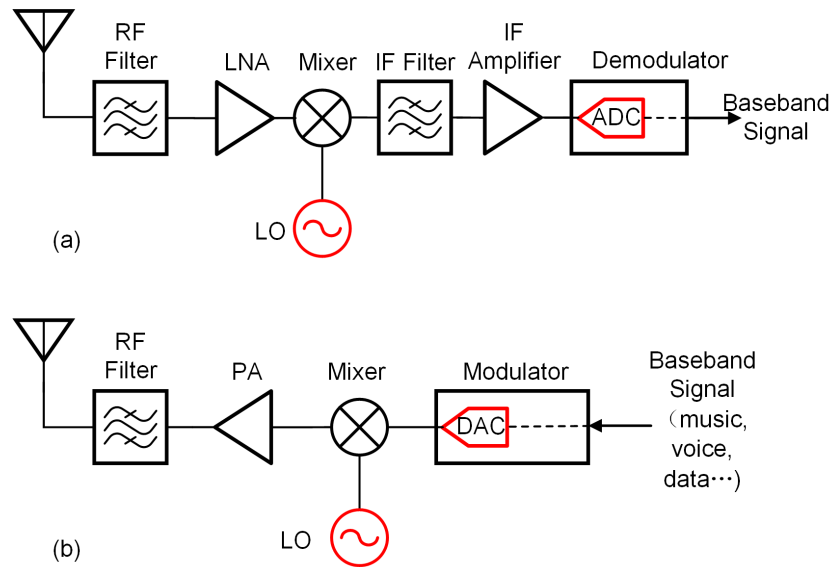 RF
Filter
LNA
Mixer
IF Filter
IF
Amplifier
Demodulator
ADC
Baseband
Signal
LO
(a)
RF
Filter
PA
Mixer
Modulator
DAC
Baseband
Signal
（music,
voice,
data⋯)
LO
(b)